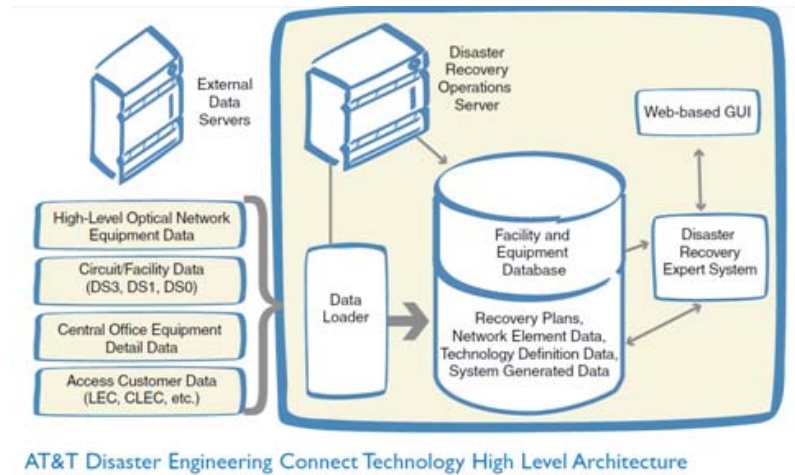 External
Data
Servers
High-Level Optical Network
Equipment Data
Circuit/Facility Data
(DS3, DS1, DS0)
Central Office Equipment
Detail Data
Access Customer Data
(LEC, CLEC, etc.)
Disaster
Recovery
Operations
Server
Data
Loader
Facility and
Equipment
Database
Recovery Plans,
Network Element Data,
Technology Definition Data,
System Generated Data
Web-based GUI
Disaster
Recovery
Expert System
AT&T Disaster Engineering Connect Technology High Level Architecture